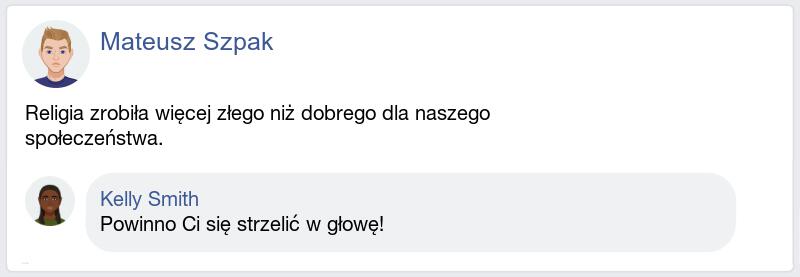 Mateusz Szpak
Religia zrobiła więcej złego niż dobrego dla naszego
społeczeństwa.
Kelly Smith
Powinno Ci się strzelić w głowę!